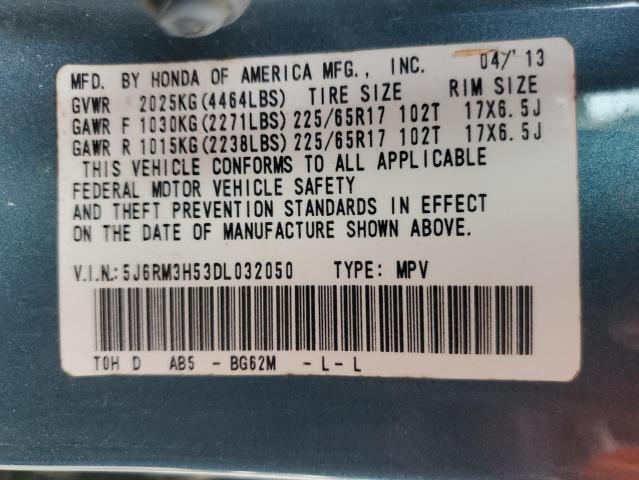 MFD. BY HONDA OF AMERICA MFG., INC. 04/'13
GVWR 2025KG(4464LBS) TIRE SIZE RIM SIZE
GAWR F 1030KG(2271LBS) 225/65R17 102T 17X6.5J
GAWR R 1015KG(2238LBS) 225/65R17 102T 17X6.5J
THIS VEHICLE CONFORMS TO ALL APPLICABLE
FEDERAL MOTOR VEHICLE SAFETY
AND THEFT PREVENTION STANDARDS IN EFFECT
ON THE DATE OF MANUFACTURE SHOWN ABOVE.
V.I.N.: 5J6RM3H53DL032050 TYPE: MPV
T0H D AB5 - BG62M - L - L